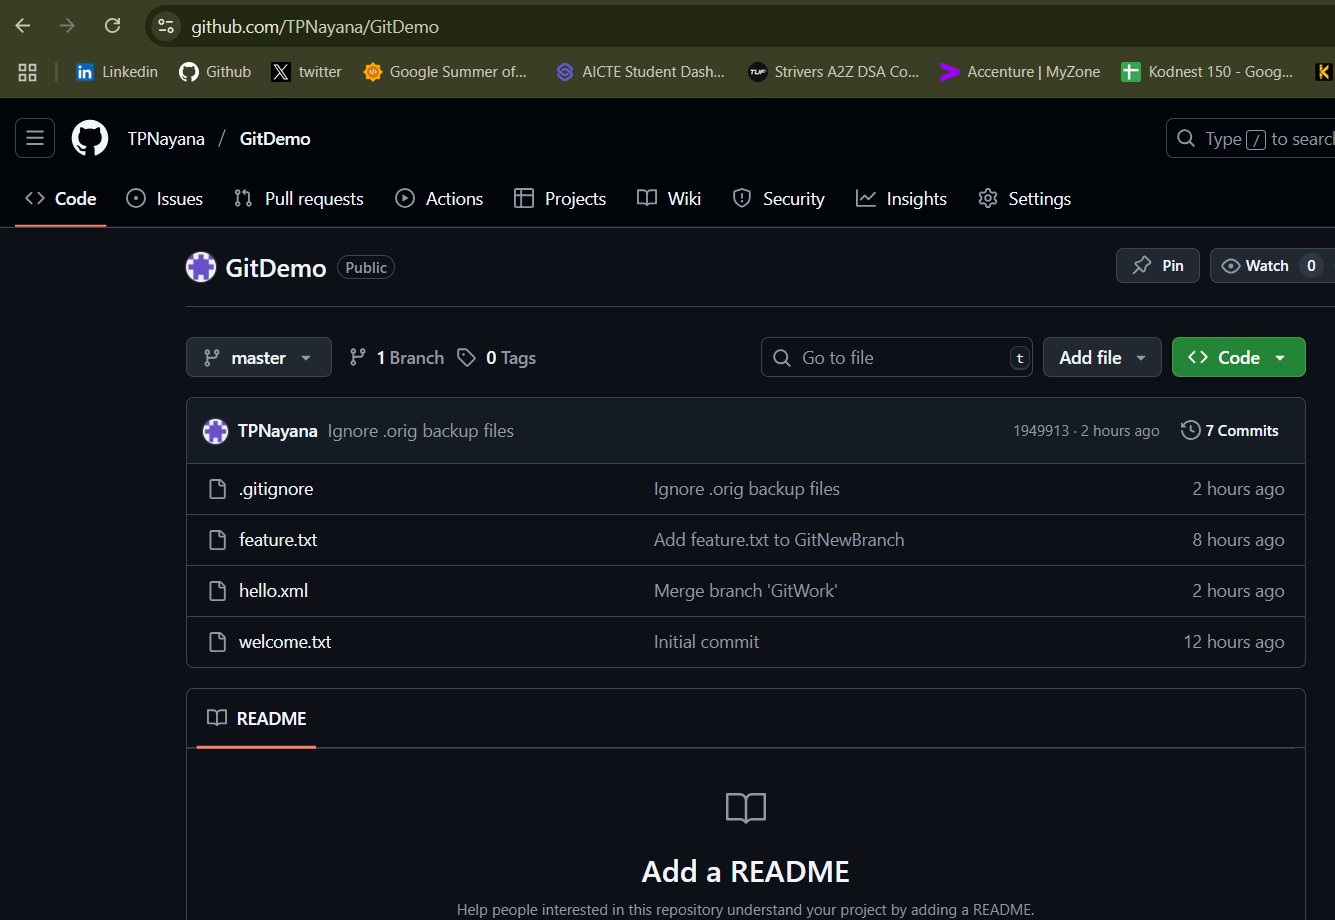 github.com/TPNayana/GitDemo
Linkedin Github twitter Google Summer of... AICTE Student Dash... Strivers A2Z DSA Co... Accenture | MyZone Kodnest 150 - Goog...
TPNayana / GitDemo Type / to search
Code Issues Pull requests Actions Projects Wiki Security Insights Settings
GitDemo Public Pin Watch 0
master 1 Branch 0 Tags Go to file t Add file Code
TPNayana Ignore .orig backup files 1949913 · 2 hours ago 7 Commits
.gitignore Ignore .orig backup files 2 hours ago
feature.txt Add feature.txt to GitNewBranch 8 hours ago
hello.xml Merge branch 'GitWork' 2 hours ago
welcome.txt Initial commit 12 hours ago
README
Add a README
Help people interested in this repository understand your project by adding a README.